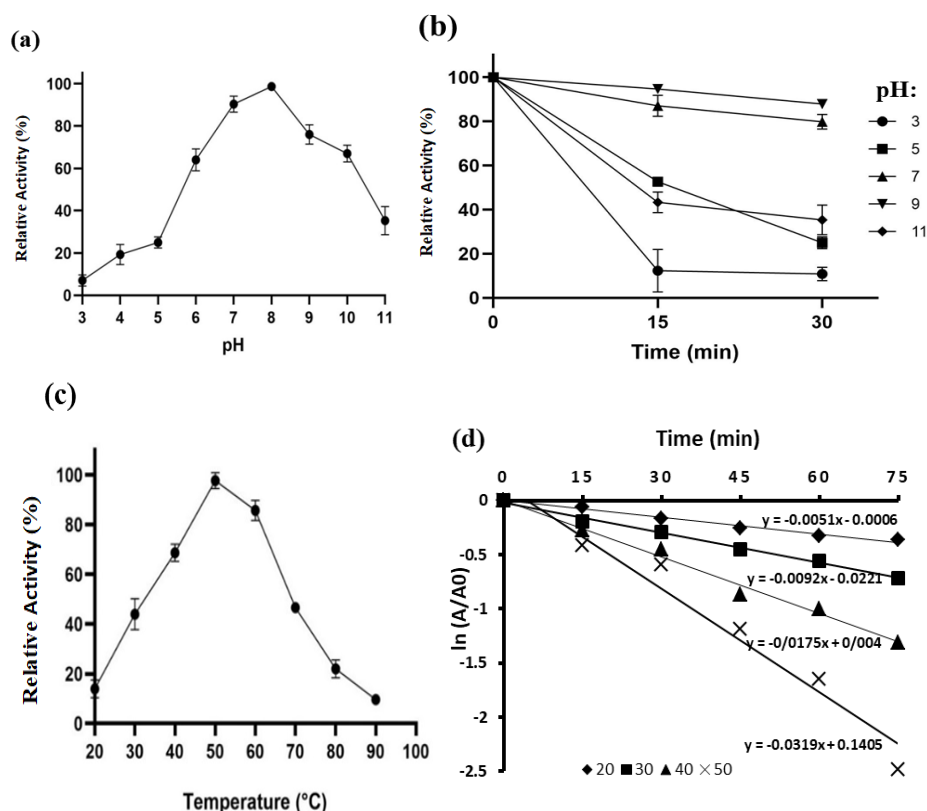 (a)
Relative Activity (%)
100
80
60
40
20
0
3 4 5 6 7 8 9 10 11
pH
(b)
Relative Activity (%)
100
80
60
40
20
0
0 15 30
Time (min)
pH:
3
5
7
9
11
(c)
Relative Activity (%)
100
80
60
40
20
0
20 30 40 50 60 70 80 90 100
Temperature (°C)
(d)
Time (min)
0 15 30 45 60 75
ln (A/A0)
0
-0.5
-1
-1.5
-2
-2.5
y = -0.0051x - 0.0006
y = -0.0092x - 0.0221
y = -0/0175x + 0/004
y = -0.0319x + 0.1405
20 30 40 50